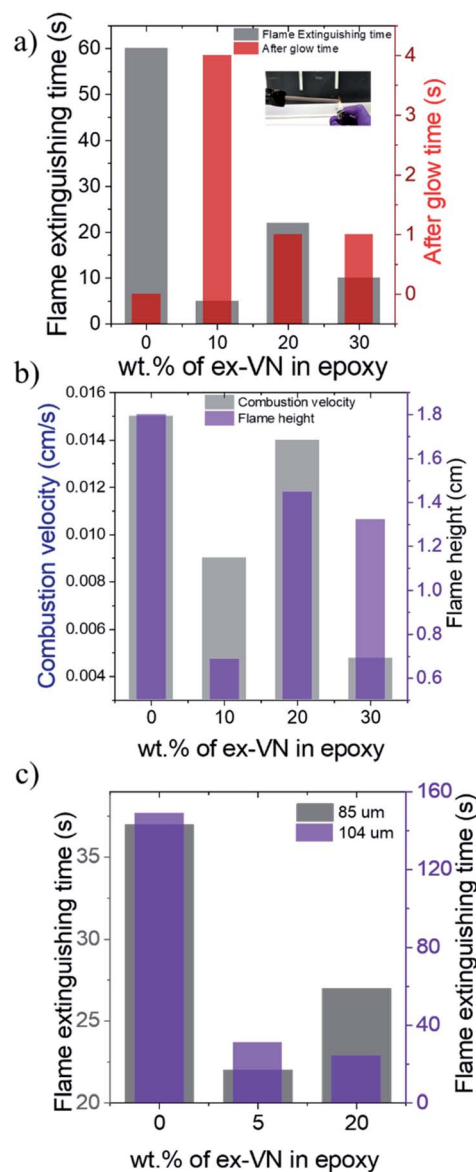 a)
Flame Extinguishing time
After glow time
Flame extinguishing time (s)
60
50
40
30
20
10
0
4
3
2
1
0
After glow time (s)
0 10 20 30
wt.% of ex-VN in epoxy
b)
Combustion velocity
Flame height
Combustion velocity (cm/s)
0.016
0.014
0.012
0.010
0.008
0.006
0.004
1.8
1.6
1.4
1.2
1.0
0.8
0.6
Flame height (cm)
0 10 20 30
wt.% of ex-VN in epoxy
c)
85 um
104 um
Flame extinguishing time (s)
35
30
25
20
160
120
80
40
0
Flame extinguishing time (s)
0 5 20
wt.% of ex-VN in epoxy